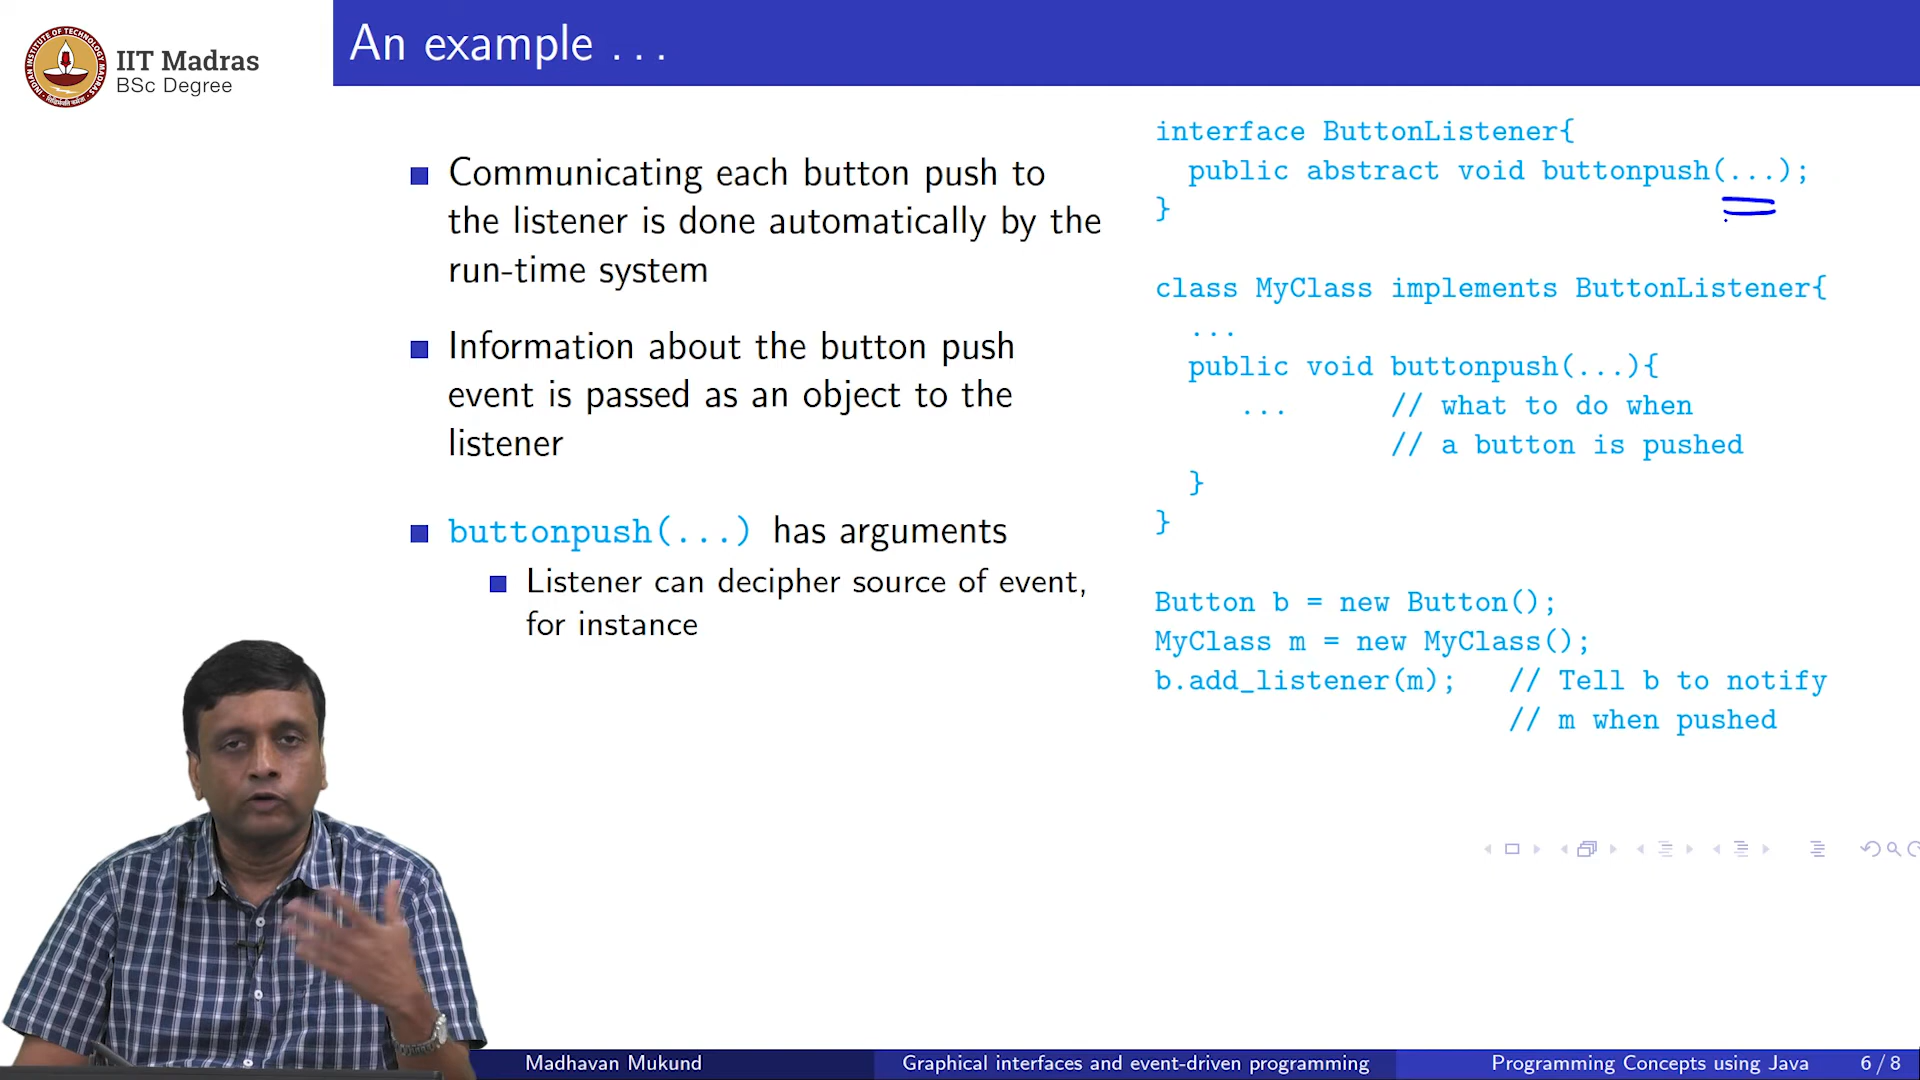 IIT Madras
BSc Degree
An example ...
Communicating each button push to
the listener is done automatically by the
run-time system
Information about the button push
event is passed as an object to the
listener
buttonpush(...) has arguments
Listener can decipher source of event,
for instance
interface ButtonListener{
public abstract void buttonpush(...);
}
class MyClass implements ButtonListener{
...
public void buttonpush(...){
... // what to do when
// a button is pushed
}
}
Button b = new Button();
MyClass m = new MyClass();
b.add_listener(m); // Tell b to notify
// m when pushed
Madhavan Mukund
Graphical interfaces and event-driven programming
Programming Concepts using Java
6 / 8